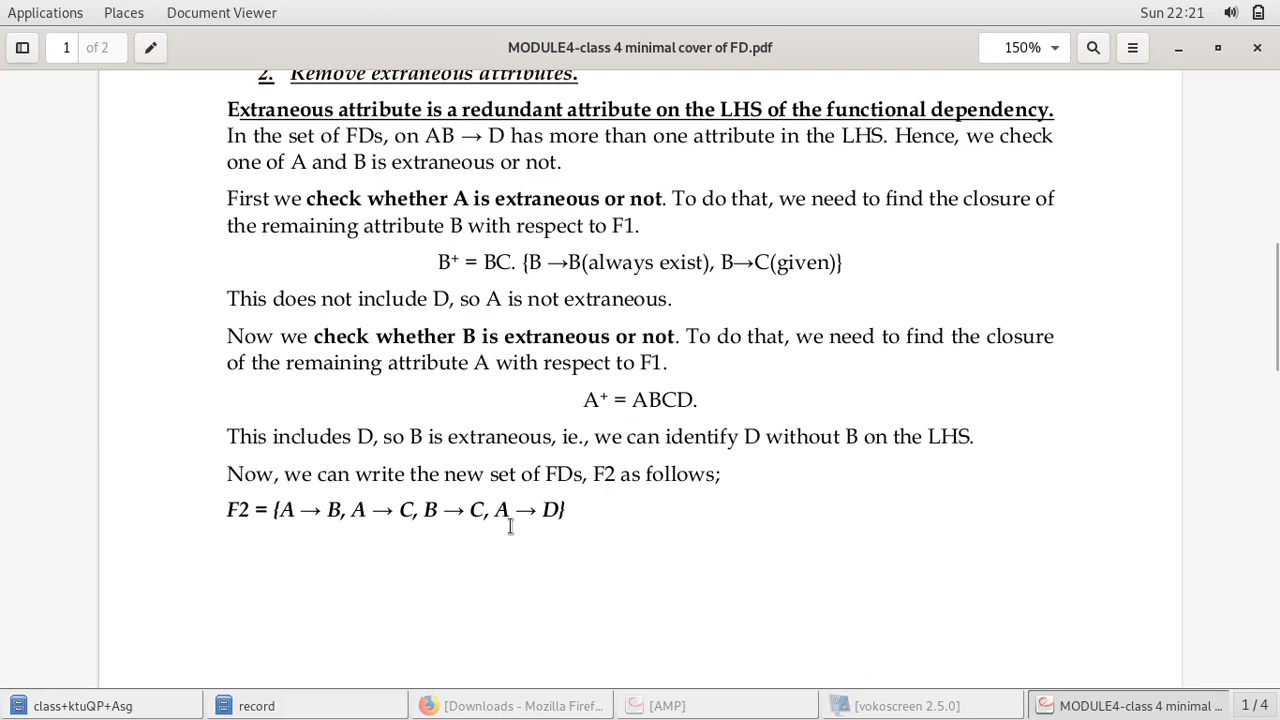 Applications Places Document Viewer Sun 22:21
1 of 2 MODULE4-class 4 minimal cover of FD.pdf 150%
2. Remove extraneous attributes.
Extraneous attribute is a redundant attribute on the LHS of the functional dependency.
In the set of FDs, on AB → D has more than one attribute in the LHS. Hence, we check
one of A and B is extraneous or not.
First we check whether A is extraneous or not. To do that, we need to find the closure of
the remaining attribute B with respect to F1.
B⁺ = BC. {B →B(always exist), B→C(given)}
This does not include D, so A is not extraneous.
Now we check whether B is extraneous or not. To do that, we need to find the closure
of the remaining attribute A with respect to F1.
A⁺ = ABCD.
This includes D, so B is extraneous, ie., we can identify D without B on the LHS.
Now, we can write the new set of FDs, F2 as follows;
F2 = {A → B, A → C, B → C, A → D}
class+ktuQP+Asg record [Downloads - Mozilla Firef... [AMP] [vokoscreen 2.5.0] MODULE4-class 4 minimal ... 1 / 4